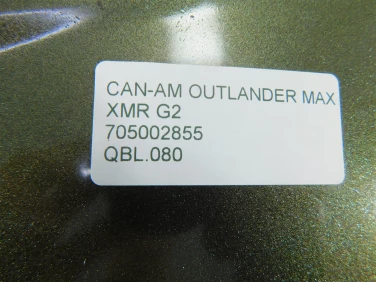 CAN-AM OUTLANDER MAX
XMR G2
705002855
QBL.080